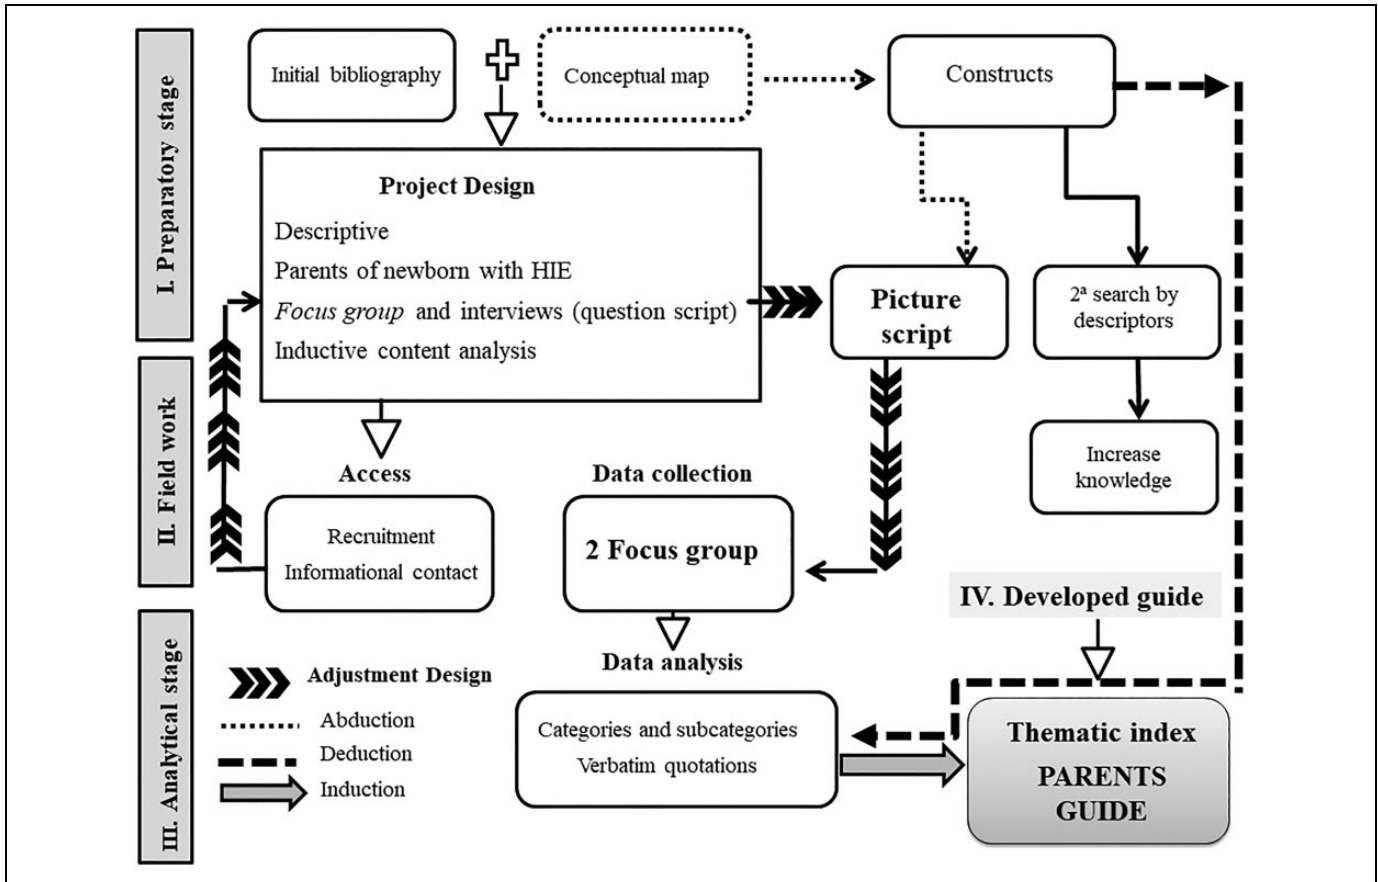 I. Preparatory stage
Initial bibliography
Conceptual map
Constructs
Project Design
Descriptive
Parents of newborn with HIE
Focus group and interviews (question script)
Inductive content analysis
Picture
script
2ª search by
descriptors
II. Field work
Access
Recruitment
Informational contact
Data collection
2 Focus group
Increase
knowledge
IV. Developed guide
III. Analytical stage
Adjustment Design
Abduction
Deduction
Induction
Data analysis
Categories and subcategories
Verbatim quotations
Thematic index
PARENTS
GUIDE